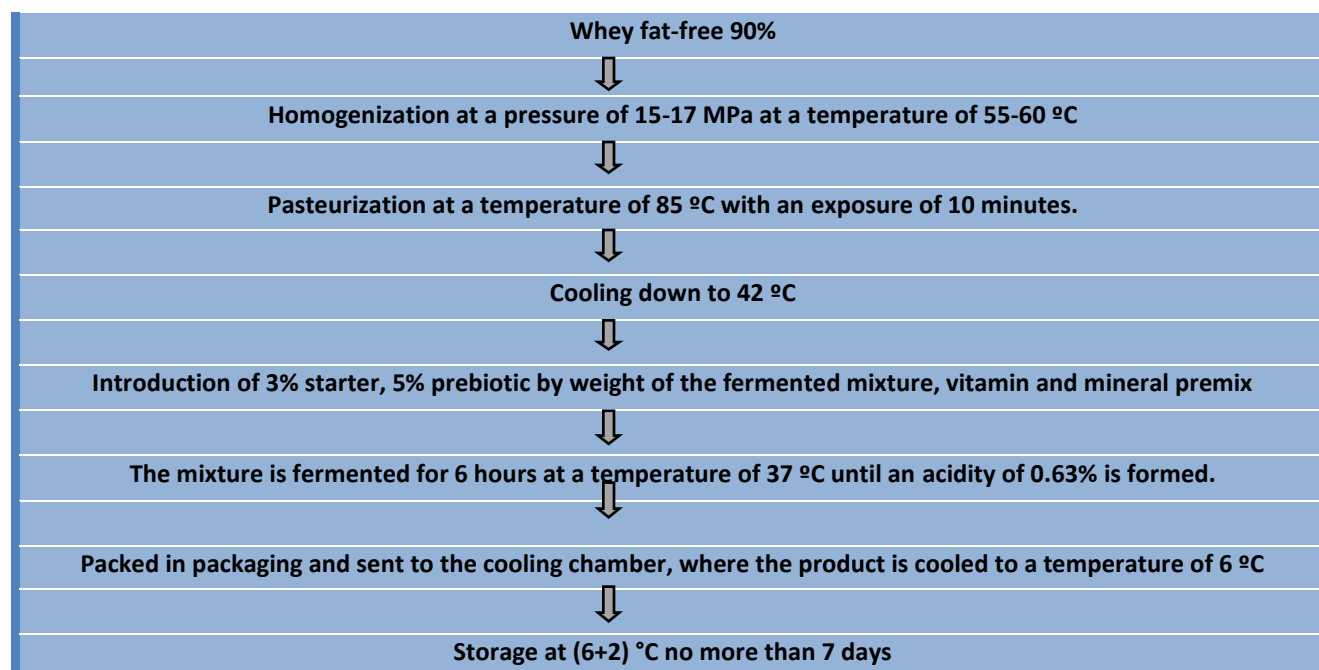 Whey fat-free 90%
Homogenization at a pressure of 15-17 MPa at a temperature of 55-60 ºC
Pasteurization at a temperature of 85 ºC with an exposure of 10 minutes.
Cooling down to 42 ºC
Introduction of 3% starter, 5% prebiotic by weight of the fermented mixture, vitamin and mineral premix
The mixture is fermented for 6 hours at a temperature of 37 ºC until an acidity of 0.63% is formed.
Packed in packaging and sent to the cooling chamber, where the product is cooled to a temperature of 6 ºC
Storage at (6+2) °C no more than 7 days